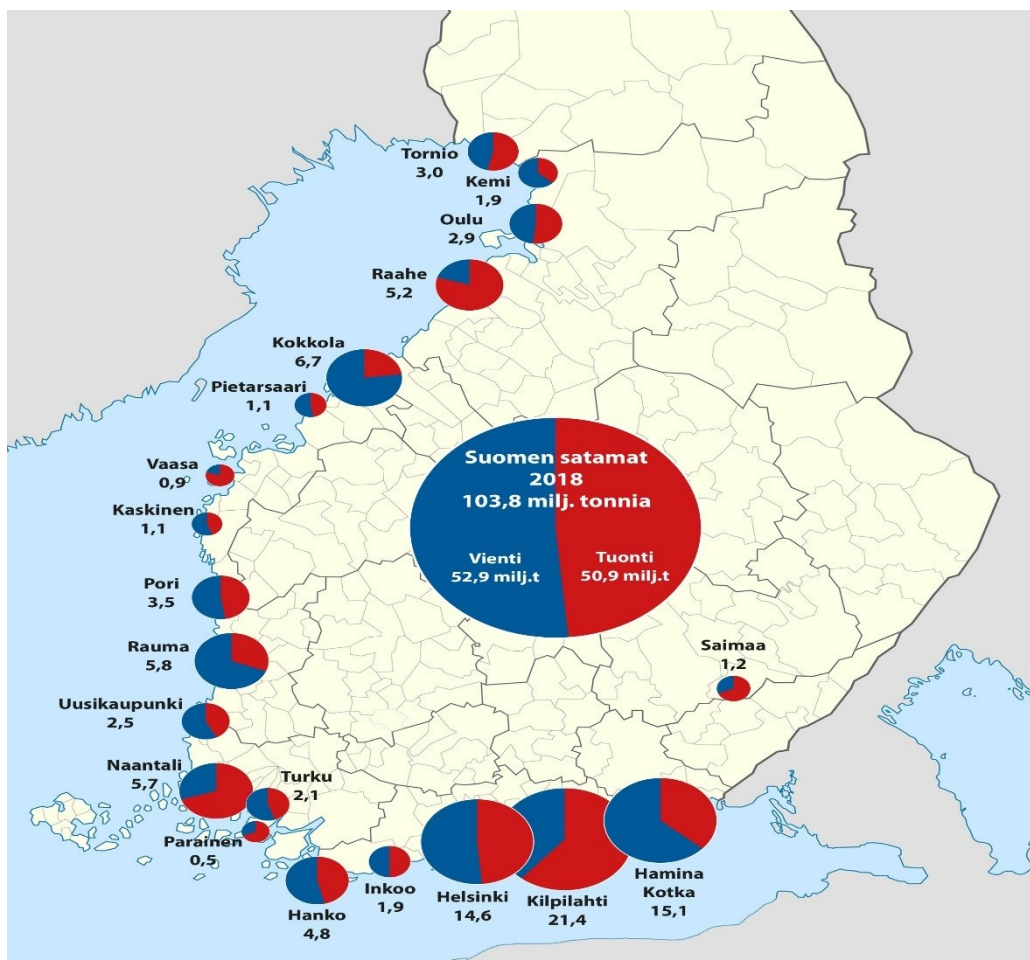 Tornio
3,0
Kemi
1,9
Oulu
2,9
Raahe
5,2
Kokkola
6,7
Pietarsaari
1,1
Vaasa
0,9
Kaskinen
1,1
Pori
3,5
Rauma
5,8
Uusikaupunki
2,5
Naantali
5,7
Turku
2,1
Parainen
0,5
Hanko
4,8
Inkoo
1,9
Helsinki
14,6
Kilpilahti
21,4
Hamina
Kotka
15,1
Saimaa
1,2
Suomen satamat
2018
103,8 milj. tonnia
Vienti
52,9 milj.t
Tuonti
50,9 milj.t